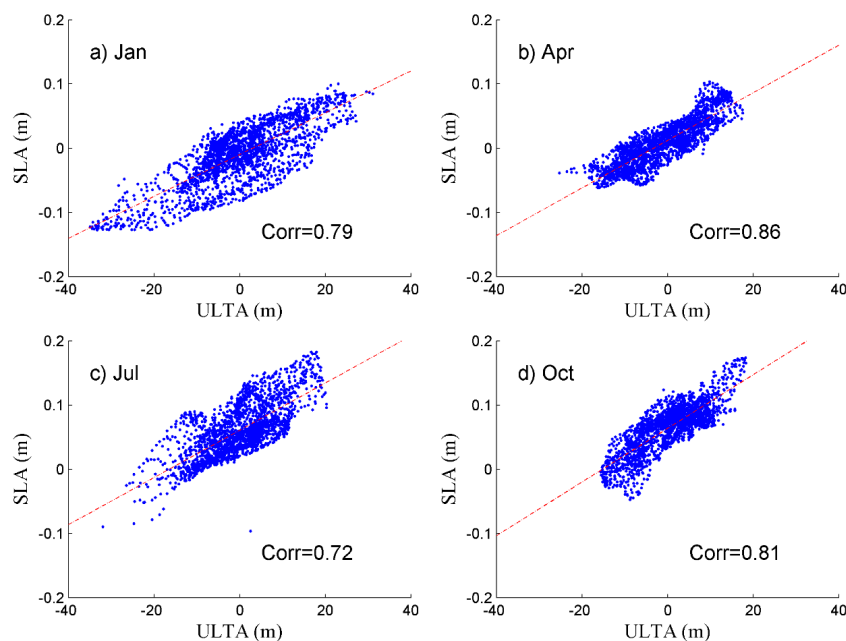 a) Jan
0.2
0.1
0
-0.1
-0.2
SLA (m)
Corr=0.79
-40 -20 0 20 40
ULTA (m)
b) Apr
0.2
0.1
0
-0.1
-0.2
SLA (m)
Corr=0.86
-40 -20 0 20 40
ULTA (m)
c) Jul
0.2
0.1
0
-0.1
-0.2
SLA (m)
Corr=0.72
-40 -20 0 20 40
ULTA (m)
d) Oct
0.2
0.1
0
-0.1
-0.2
SLA (m)
Corr=0.81
-40 -20 0 20 40
ULTA (m)